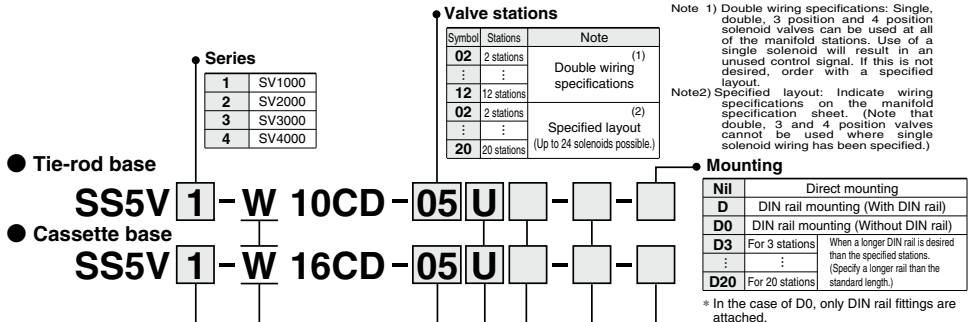 Valve stations
Symbol Stations Note
02 2 stations (1)
⋮ ⋮ Double wiring
specifications
12 12 stations
02 2 stations (2)
⋮ ⋮ Specified layout
20 20 stations (Up to 24 solenoids possible.)
Note 1) Double wiring specifications: Single,
double, 3 position and 4 position
solenoid valves can be used at all
of the manifold stations. Use of a
single solenoid will result in an
unused control signal. If this is not
desired, order with a specified
layout.
Note2) Specified layout: Indicate wiring
specifications on the manifold
specification sheet. (Note that
double, 3 and 4 position valves
cannot be used where single
solenoid wiring has been specified.)
Series
1 SV1000
2 SV2000
3 SV3000
4 SV4000
● Tie-rod base
SS5V 1 - W 10CD - 05 U - -
● Cassette base
SS5V 1 - W 16CD - 05 U - -
Mounting
Nil Direct mounting
D DIN rail mounting (With DIN rail)
D0 DIN rail mounting (Without DIN rail)
D3 For 3 stations When a longer DIN rail is desired
than the specified stations.
⋮ ⋮ (Specify a longer rail than the
D20 For 20 stations standard length.)
* In the case of D0, only DIN rail fittings are
attached.